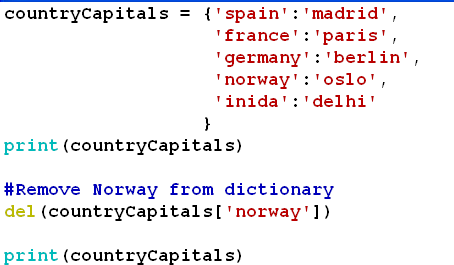 countryCapitals = {'spain':'madrid',
'france':'paris',
'germany':'berlin',
'norway':'oslo',
'inida':'delhi'
}
print(countryCapitals)
#Remove Norway from dictionary
del(countryCapitals['norway'])
print(countryCapitals)